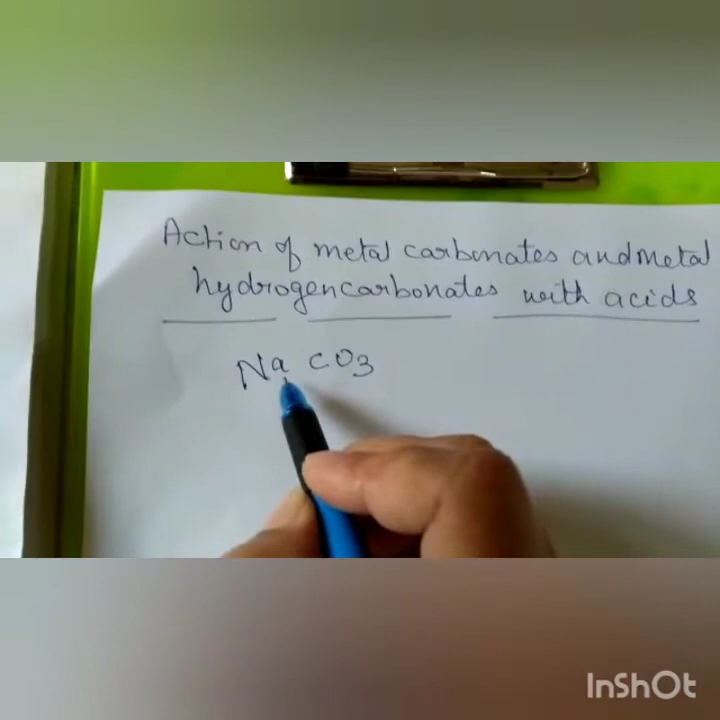 Action of metal carbonates and metal
hydrogencarbonates with acids
Na CO3
InShOt